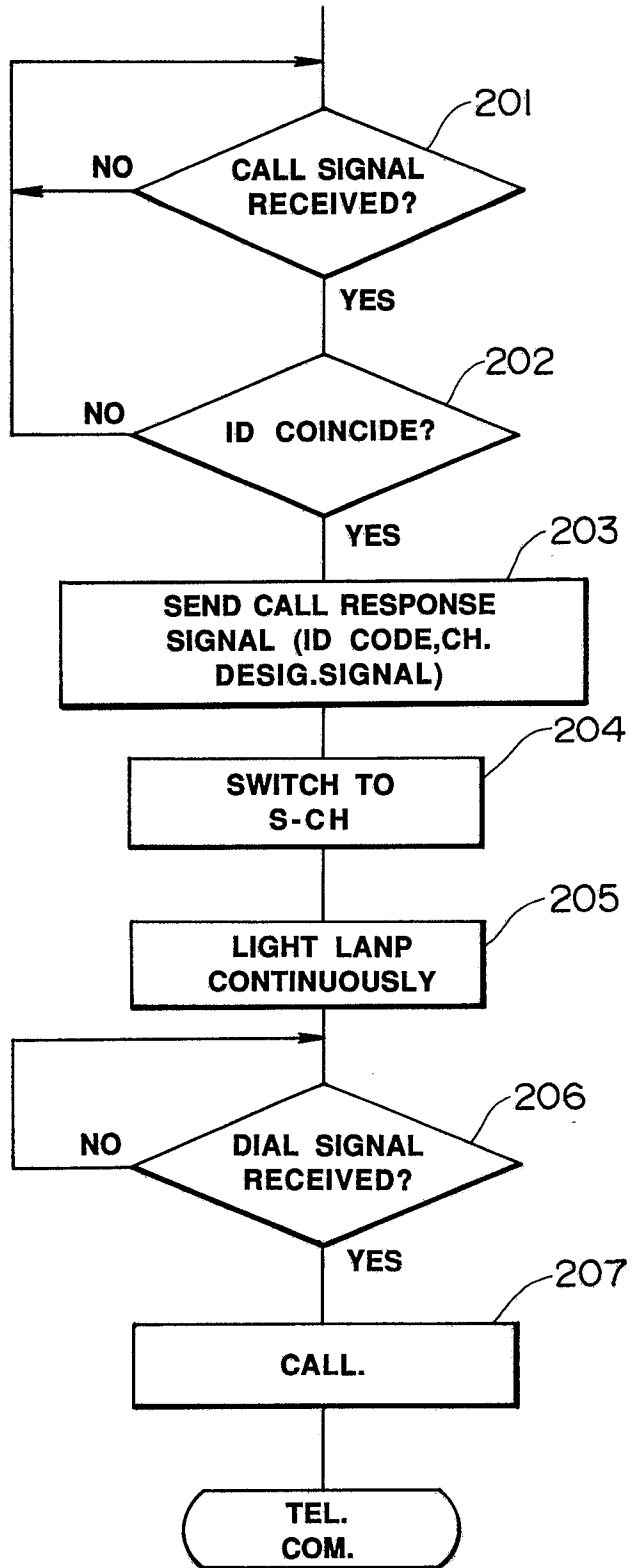 201
CALL SIGNAL
RECEIVED?
NO
YES
202
ID COINCIDE?
NO
YES
203
SEND CALL RESPONSE
SIGNAL (ID CODE,CH.
DESIG.SIGNAL)
204
SWITCH TO
S-CH
205
LIGHT LANP
CONTINUOUSLY
206
DIAL SIGNAL
RECEIVED?
NO
YES
207
CALL.
TEL.
COM.